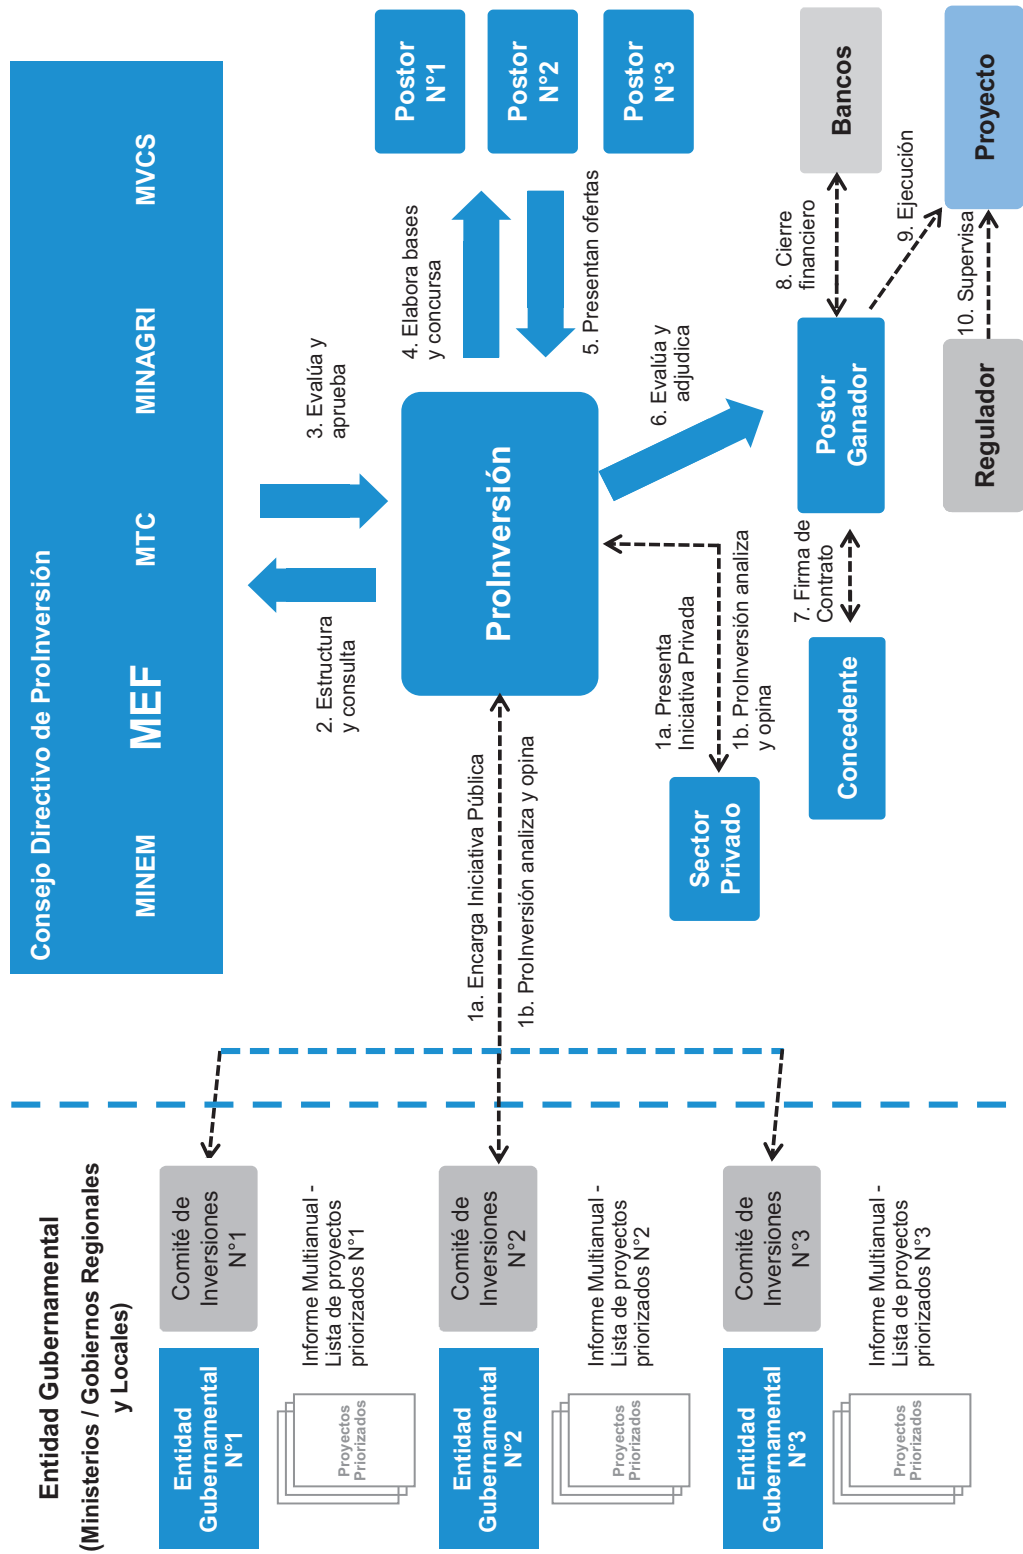 Entidad Gubernamental
(Ministerios / Gobiernos Regionales
y Locales)
Entidad
Gubernamental
N°1
Comité de
Inversiones
N°1
Proyectos
Priorizados
Informe Multianual -
Lista de proyectos
priorizados N°1
Entidad
Gubernamental
N°2
Comité de
Inversiones
N°2
Proyectos
Priorizados
Informe Multianual -
Lista de proyectos
priorizados N°2
Entidad
Gubernamental
N°3
Comité de
Inversiones
N°3
Proyectos
Priorizados
Informe Multianual -
Lista de proyectos
priorizados N°3
Consejo Directivo de ProInversión
MINEM
MEF
MTC
MINAGRI
MVCS
2. Estructura
y consulta
3. Evalúa y
aprueba
1a. Encarga Iniciativa Pública
1b. ProInversión analiza y opina
ProInversión
4. Elabora bases
y concursa
5. Presentan ofertas
Postor
N°1
Postor
N°2
Postor
N°3
6. Evalúa y
adjudica
1a. Presenta
Iniciativa Privada
1b. ProInversión analiza
y opina
Sector
Privado
Concedente
7. Firma de
Contrato
Postor
Ganador
8. Cierre
financiero
Bancos
9. Ejecución
Regulador
10. Supervisa
Proyecto